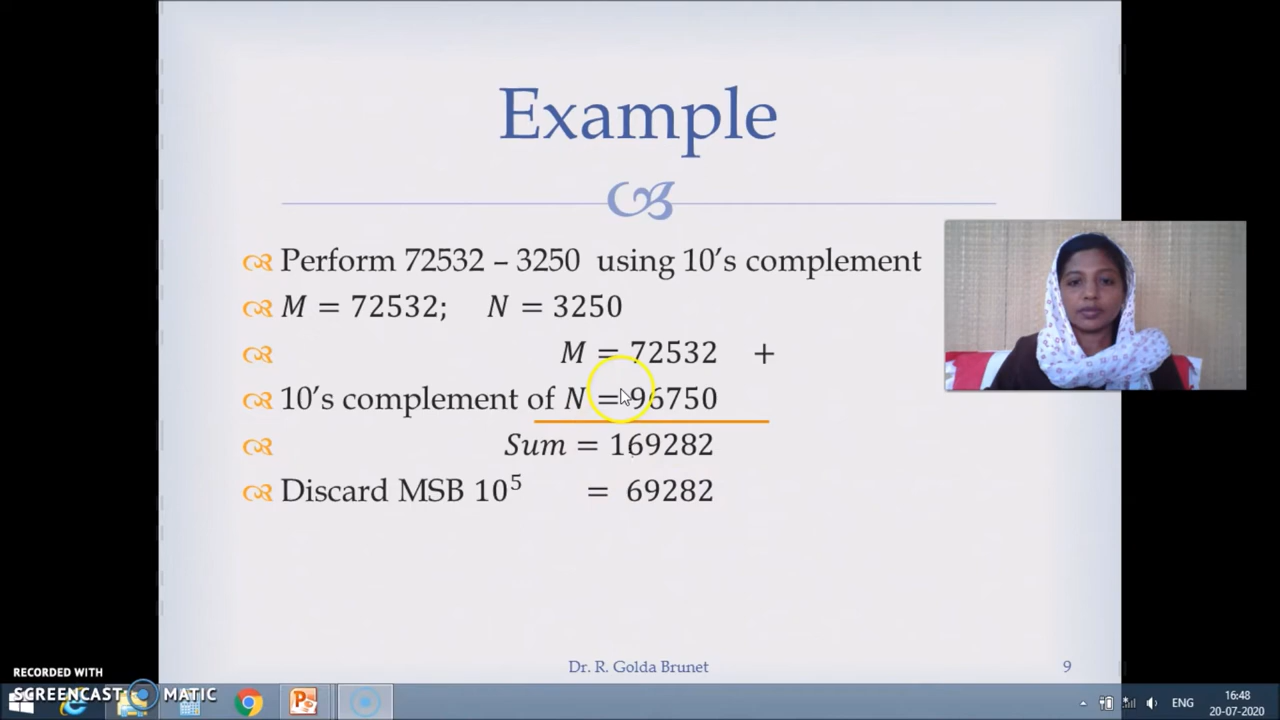 Example
Perform 72532 – 3250 using 10’s complement
M = 72532; N = 3250
M = 72532 +
10’s complement of N = 96750
Sum = 169282
Discard MSB 10⁵ = 69282
Dr. R. Golda Brunet
9
RECORDED WITH
SCREENCAST MATIC
ENG
16:48
20-07-2020